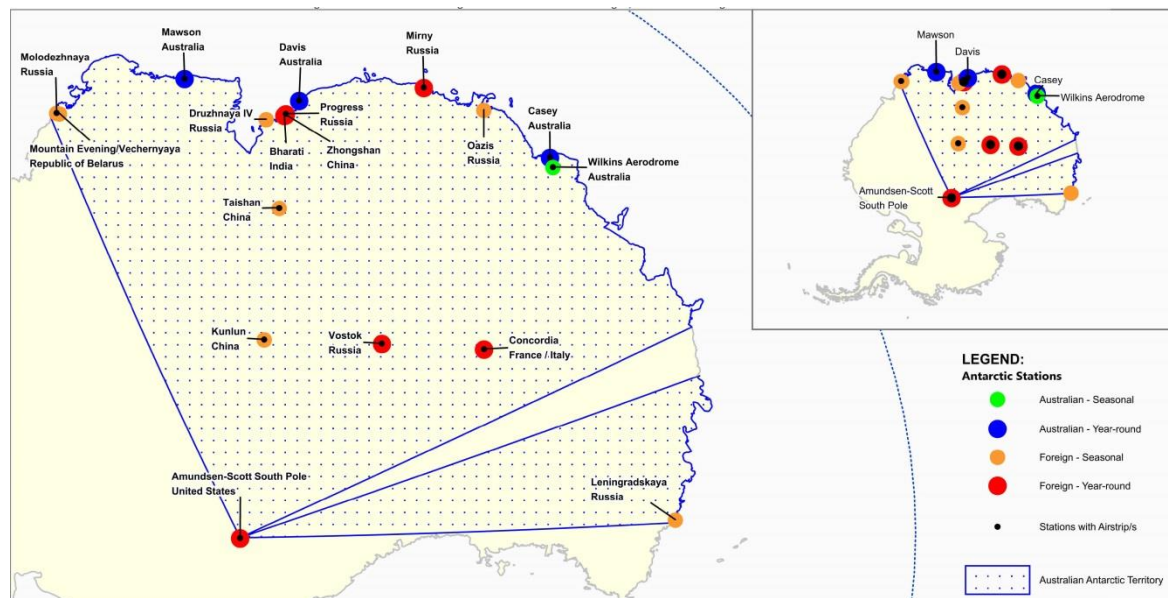 Molodezhnaya
Russia
Mawson
Australia
Davis
Australia
Mirny
Russia
Druzhnaya IV
Russia
Progress
Russia
Mountain Evening/Vechernyaya
Republic of Belarus
Bharati
India
Zhongshan
China
Oazis
Russia
Casey
Australia
Wilkins Aerodrome
Australia
Taishan
China
Kunlun
China
Vostok
Russia
Concordia
France / Italy
Amundsen-Scott South Pole
United States
Leningradskaya
Russia
Mawson
Davis
Casey
Wilkins Aerodrome
Amundsen-Scott
South Pole
LEGEND:
Antarctic Stations
Australian - Seasonal
Australian - Year-round
Foreign - Seasonal
Foreign - Year-round
Stations with Airstrip/s
Australian Antarctic Territory